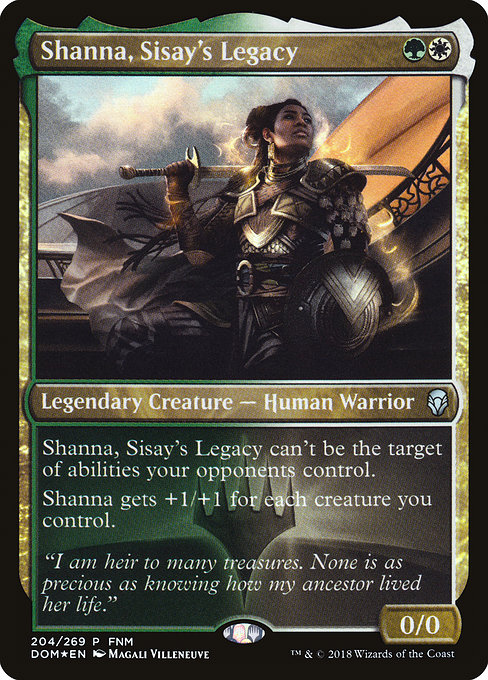 Shanna, Sisay's Legacy
Legendary Creature — Human Warrior
Shanna, Sisay's Legacy can't be the target
of abilities your opponents control.
Shanna gets +1/+1 for each creature you
control.
"I am heir to many treasures. None is as
precious as knowing how my ancestor lived
her life."
0/0
204/269 P FNM
DOM★EN Magali Villeneuve
™ & © 2018 Wizards of the Coast